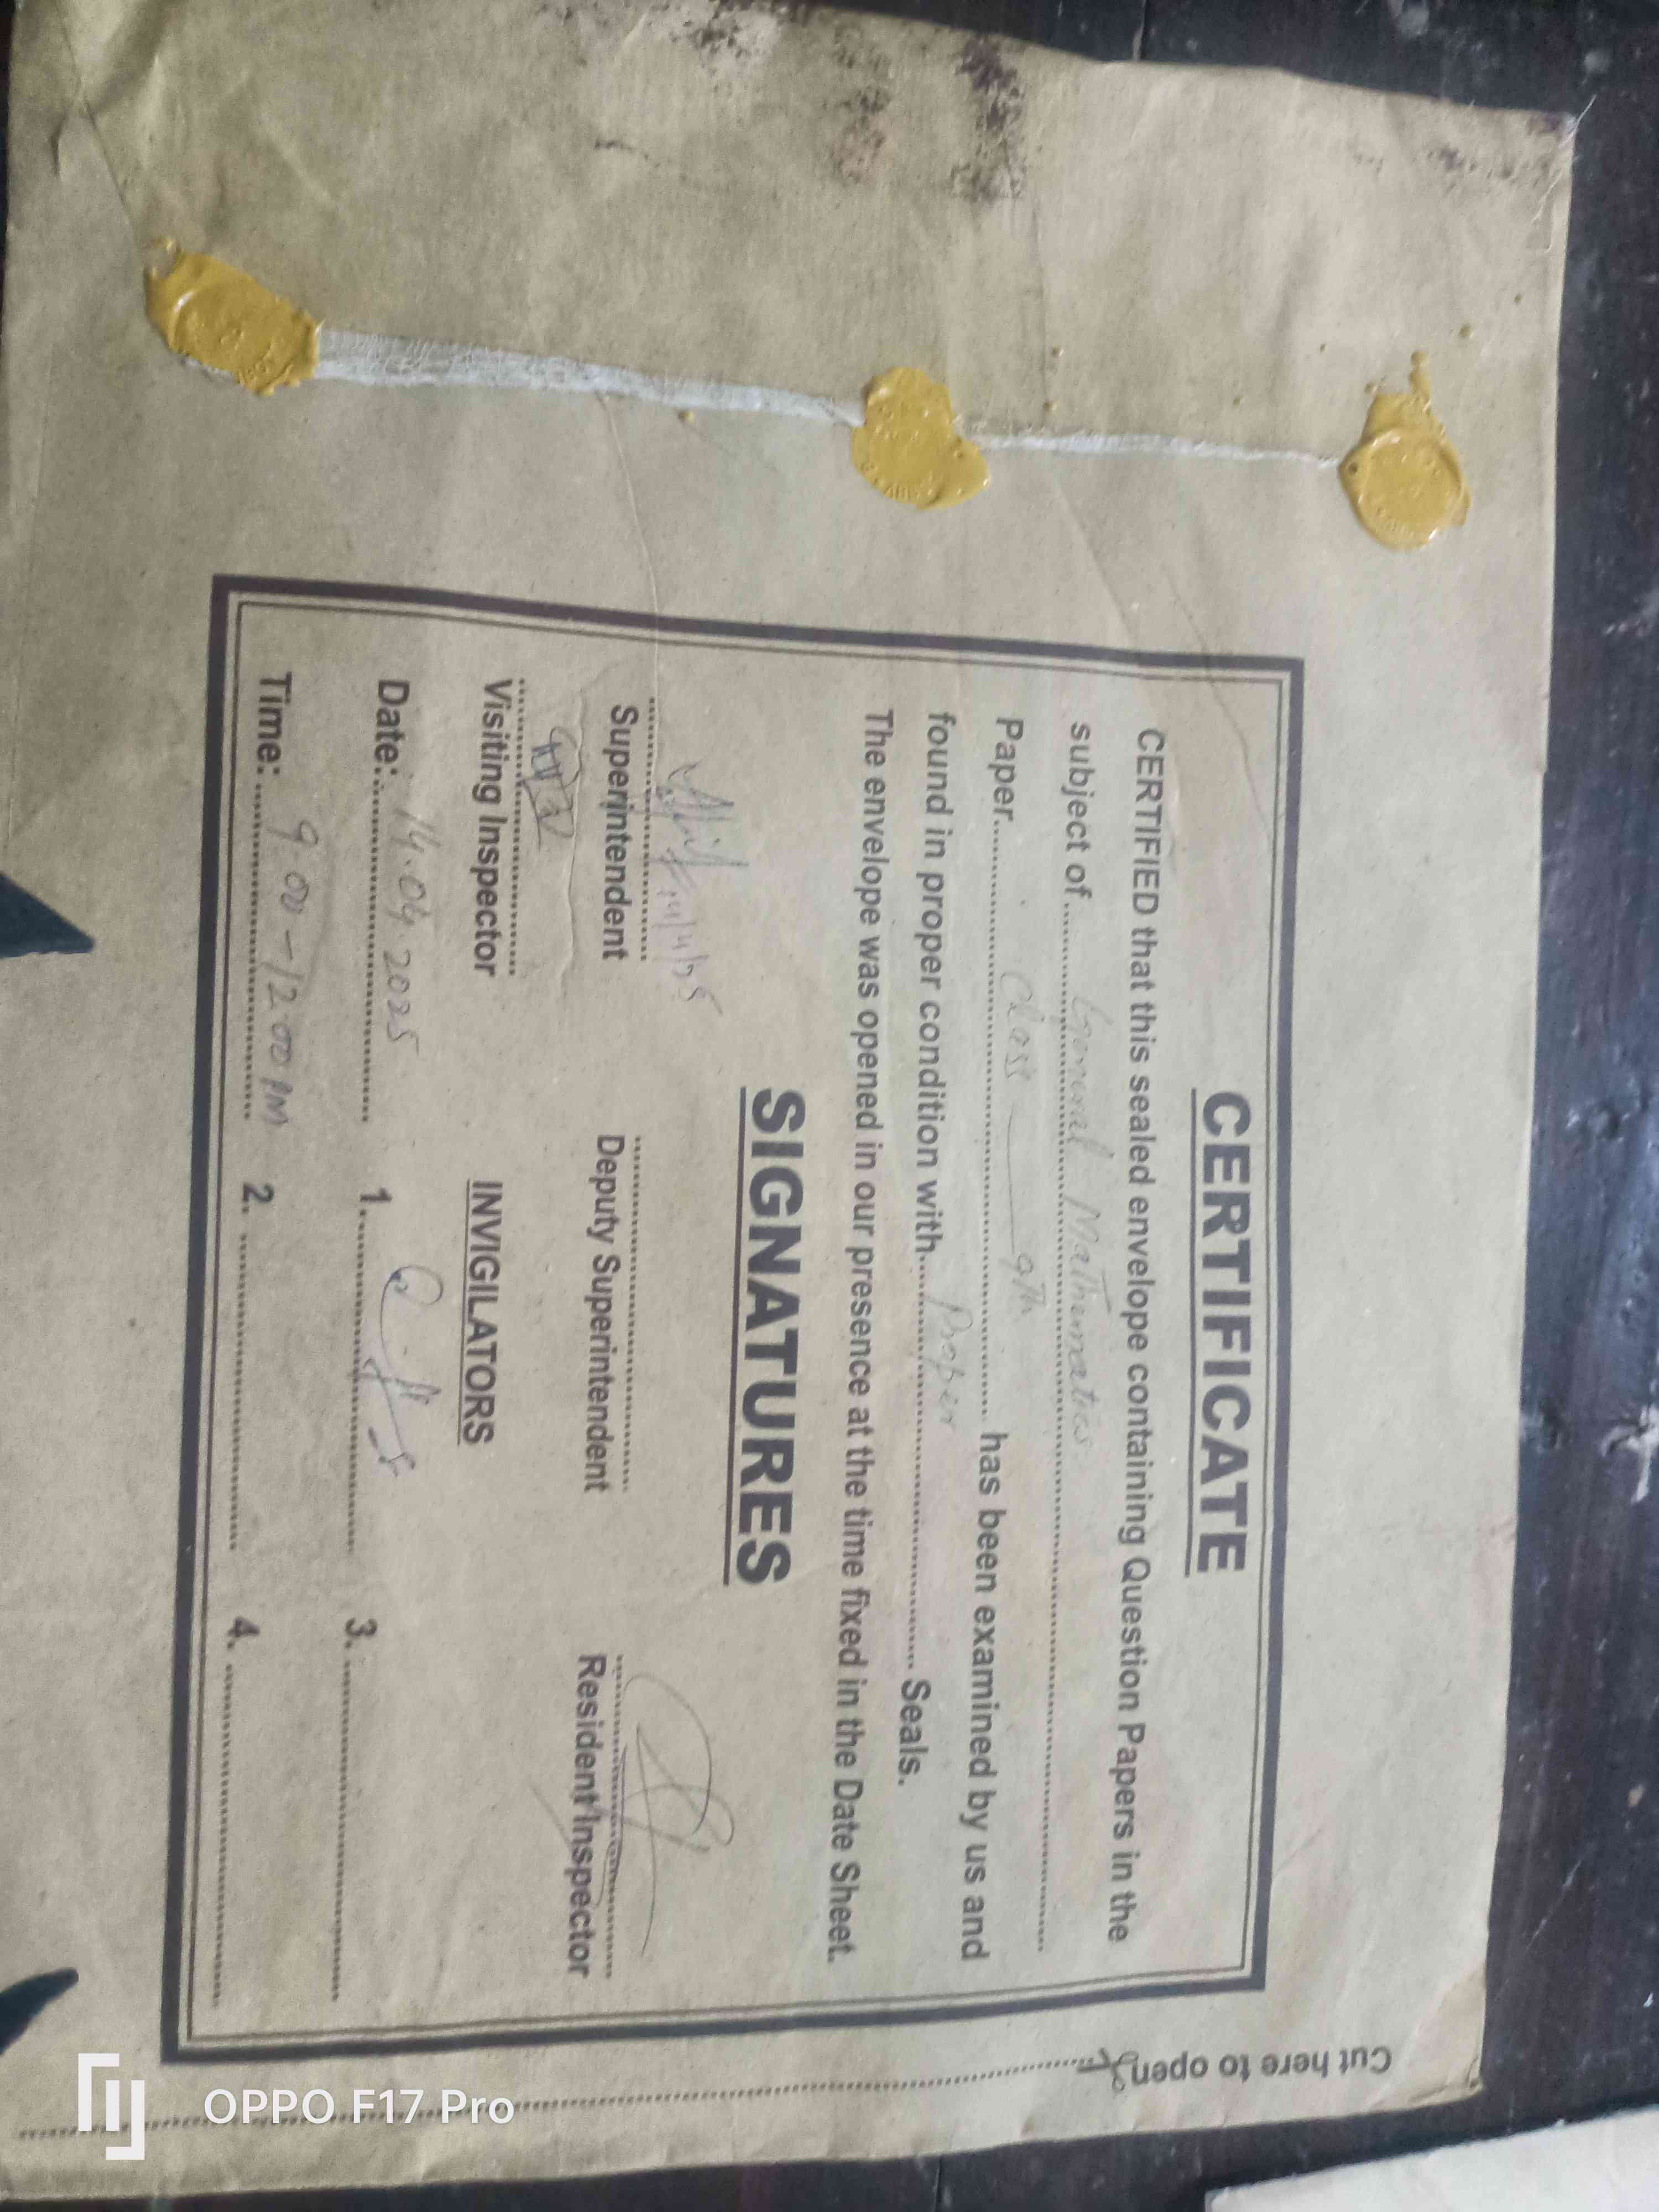 CERTIFICATE
CERTIFIED that this sealed envelope containing Question Papers in the
subject of.......... General Mathematics ..........
Paper.......... Class — 9th .......... has been examined by us and
found in proper condition with.......... Proper .......... Seals.
The envelope was opened in our presence at the time fixed in the Date Sheet.
SIGNATURES
14/4/25
Superintendent Deputy Superintendent Resident Inspector
Visiting Inspector INVIGILATORS
Date: 14.04.2025 1. 3.
Time: 9:00 - 12:00 PM 2. 4.
Cut here to open
OPPO F17 Pro